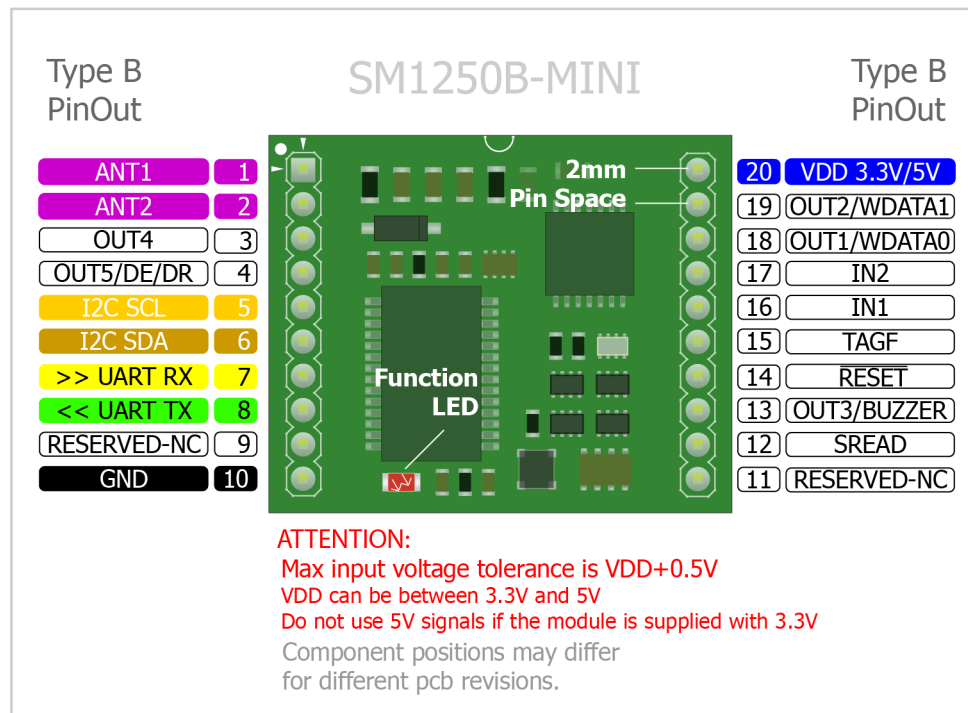 Type B
PinOut
SM1250B-MINI
Type B
PinOut
ANT1 1
ANT2 2
OUT4 3
OUT5/DE/DR 4
I2C SCL 5
I2C SDA 6
>> UART RX 7
<< UART TX 8
RESERVED-NC 9
GND 10
2mm
Pin Space
Function
LED
20 VDD 3.3V/5V
19 OUT2/WDATA1
18 OUT1/WDATA0
17 IN2
16 IN1
15 TAGF
14 R̅E̅S̅E̅T̅
13 OUT3/BUZZER
12 SREAD
11 RESERVED-NC
ATTENTION:
Max input voltage tolerance is VDD+0.5V
VDD can be between 3.3V and 5V
Do not use 5V signals if the module is supplied with 3.3V
Component positions may differ
for different pcb revisions.